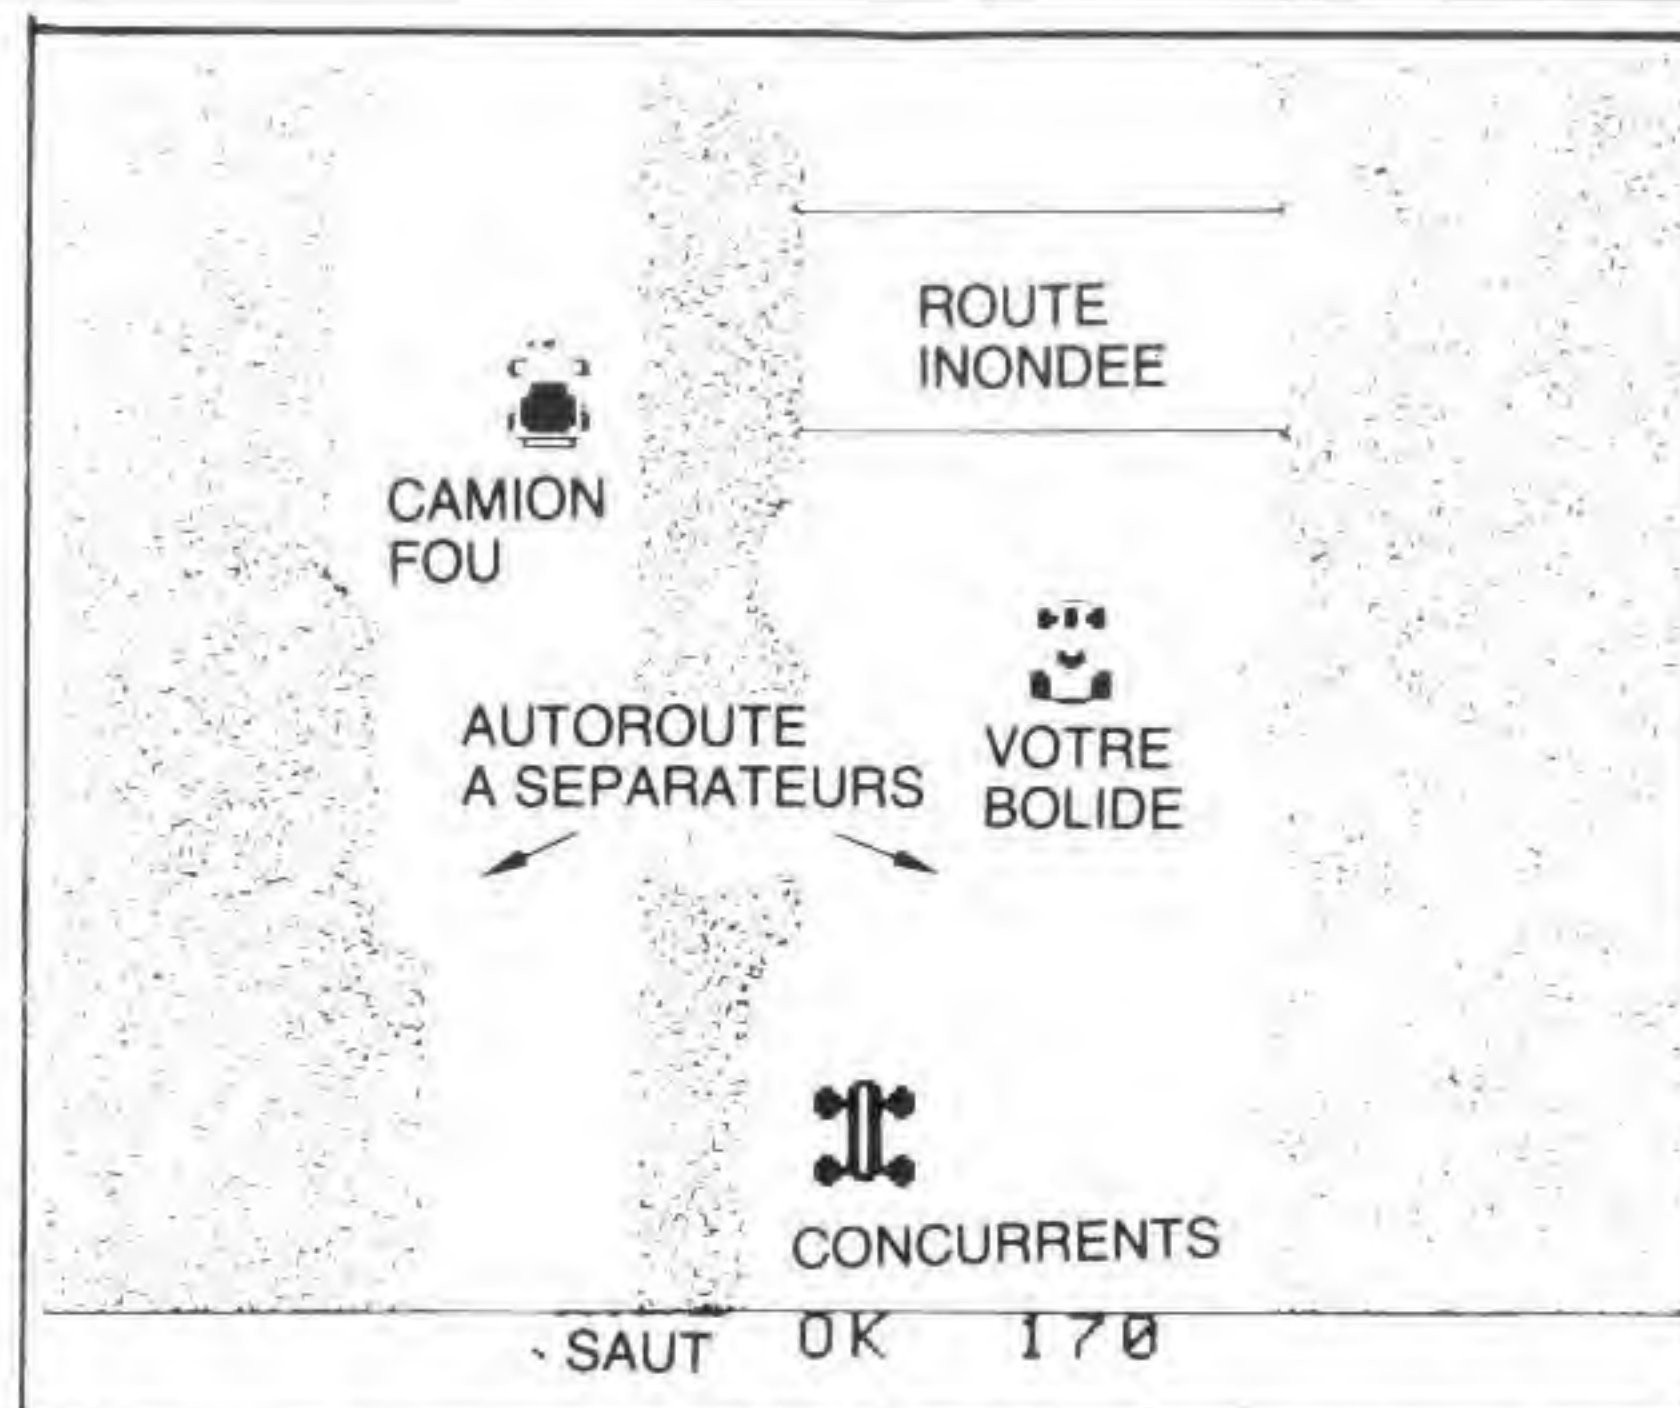 ROUTE
INONDEE
CAMION
FOU
AUTOROUTE
A SEPARATEURS
VOTRE
BOLIDE
CONCURRENTS
SAUT OK 170